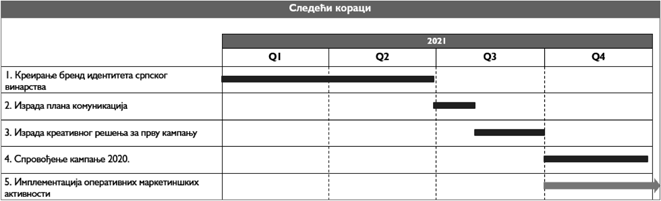 Следећи кораци
2021
Q1 Q2 Q3 Q4
1. Креирање бренд идентитета српског
винарства
2. Израда плана комуникација
3. Израда креативног решења за прву кампању
4. Спровођење кампање 2020.
5. Имплементација оперативних маркетиншких
активности